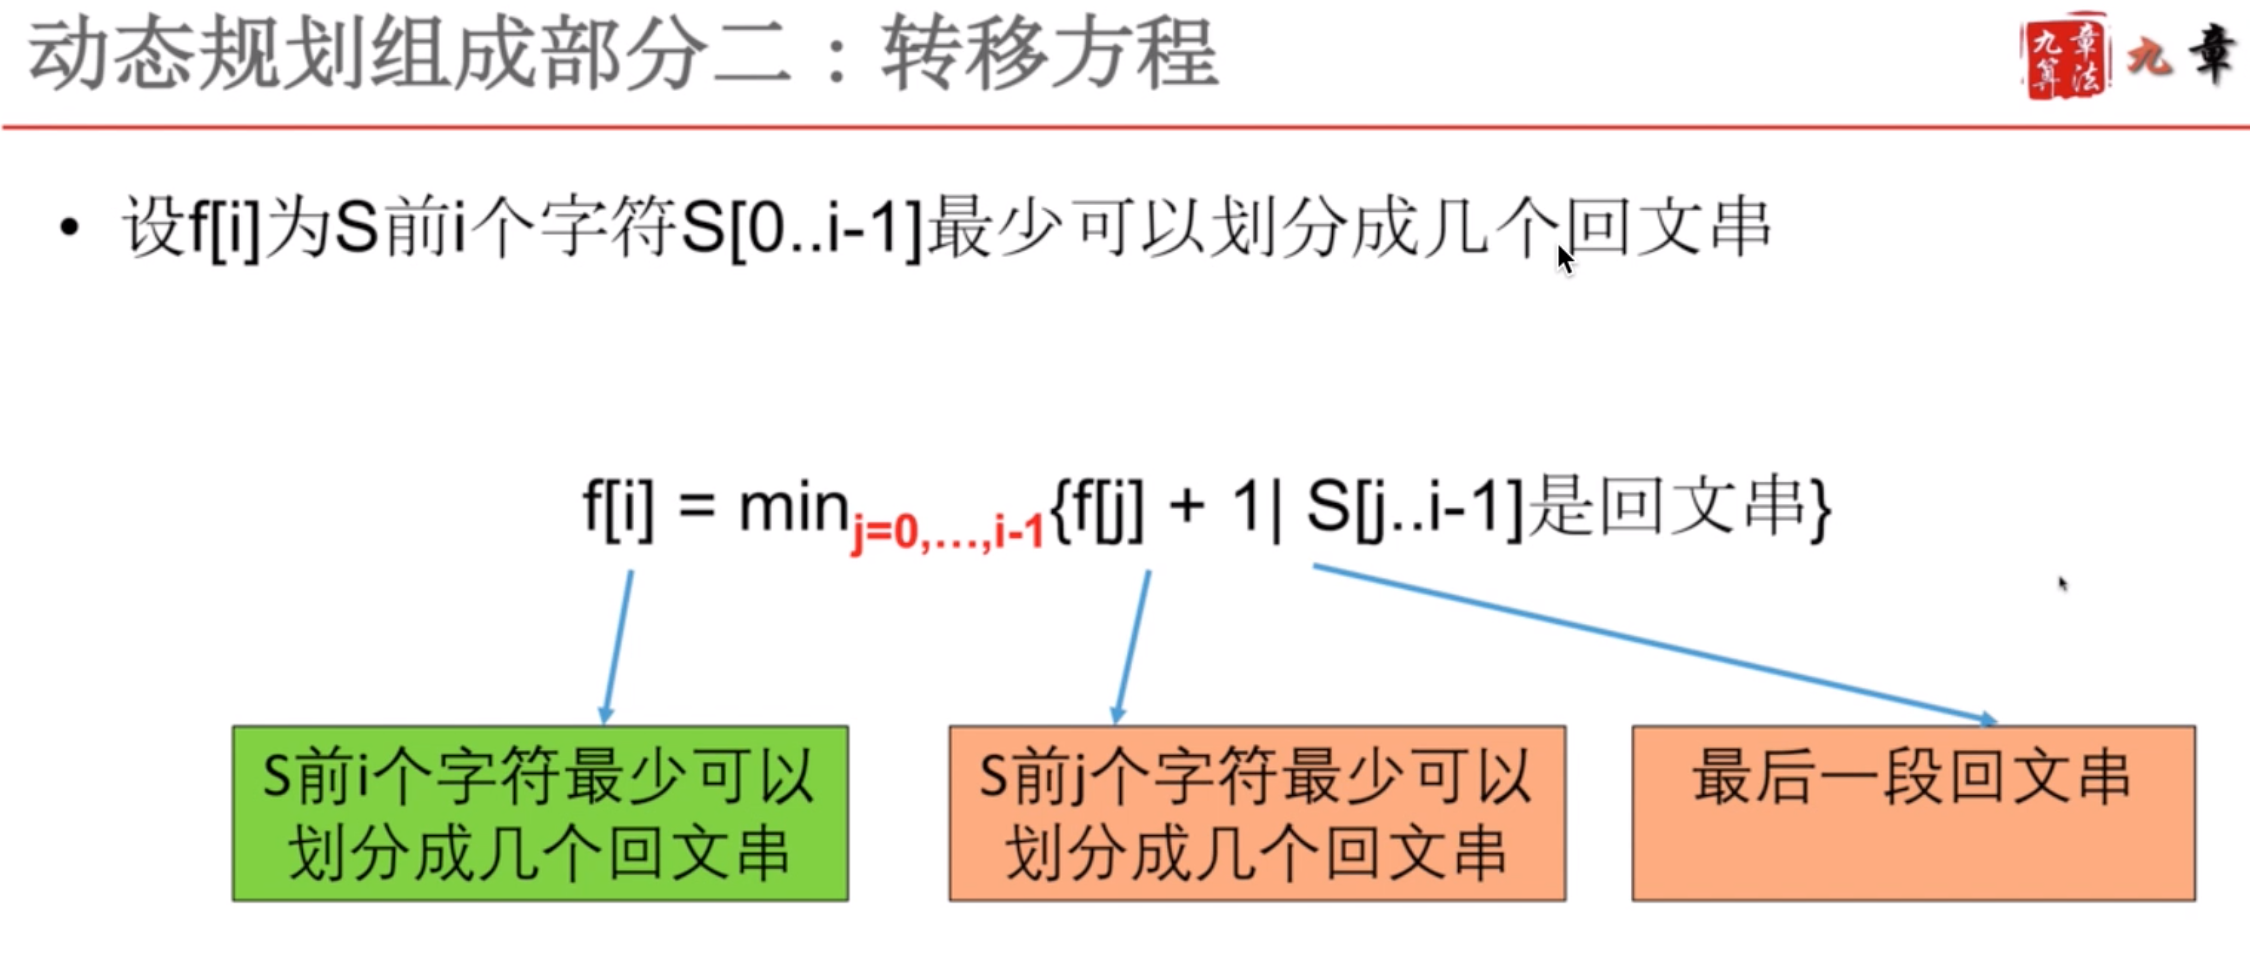 动态规划组成部分二：转移方程
九章算法 九章
• 设f[i]为S前i个字符S[0..i-1]最少可以划分成几个回文串
f[i] = min_{j=0,…,i-1}{f[j] + 1| S[j..i-1]是回文串}
S前i个字符最少可以
划分成几个回文串
S前j个字符最少可以
划分成几个回文串
最后一段回文串